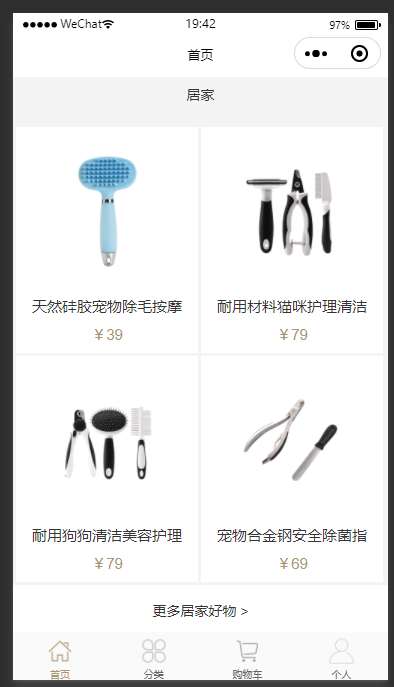 ●●●●● WeChat 19:42 97%
首页
居家
天然硅胶宠物除毛按摩 耐用材料猫咪护理清洁
¥39 ¥79
耐用狗狗清洁美容护理 宠物合金钢安全除菌指
¥79 ¥69
更多居家好物 >
首页 分类 购物车 个人